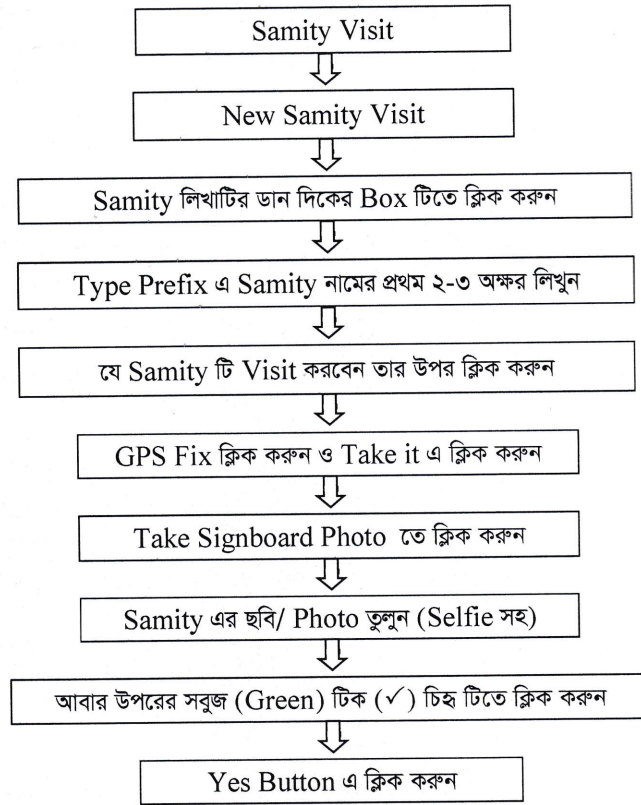 Samity Visit
New Samity Visit
Samity লিখাটির ডান দিকের Box টিতে ক্লিক করুন
Type Prefix এ Samity নামের প্রথম ২-৩ অক্ষর লিখুন
যে Samity টি Visit করবেন তার উপর ক্লিক করুন
GPS Fix ক্লিক করুন ও Take it এ ক্লিক করুন
Take Signboard Photo তে ক্লিক করুন
Samity এর ছবি/ Photo তুলুন (Selfie সহ)
আবার উপরের সবুজ (Green) টিক (✓) চিহ্ন টিতে ক্লিক করুন
Yes Button এ ক্লিক করুন